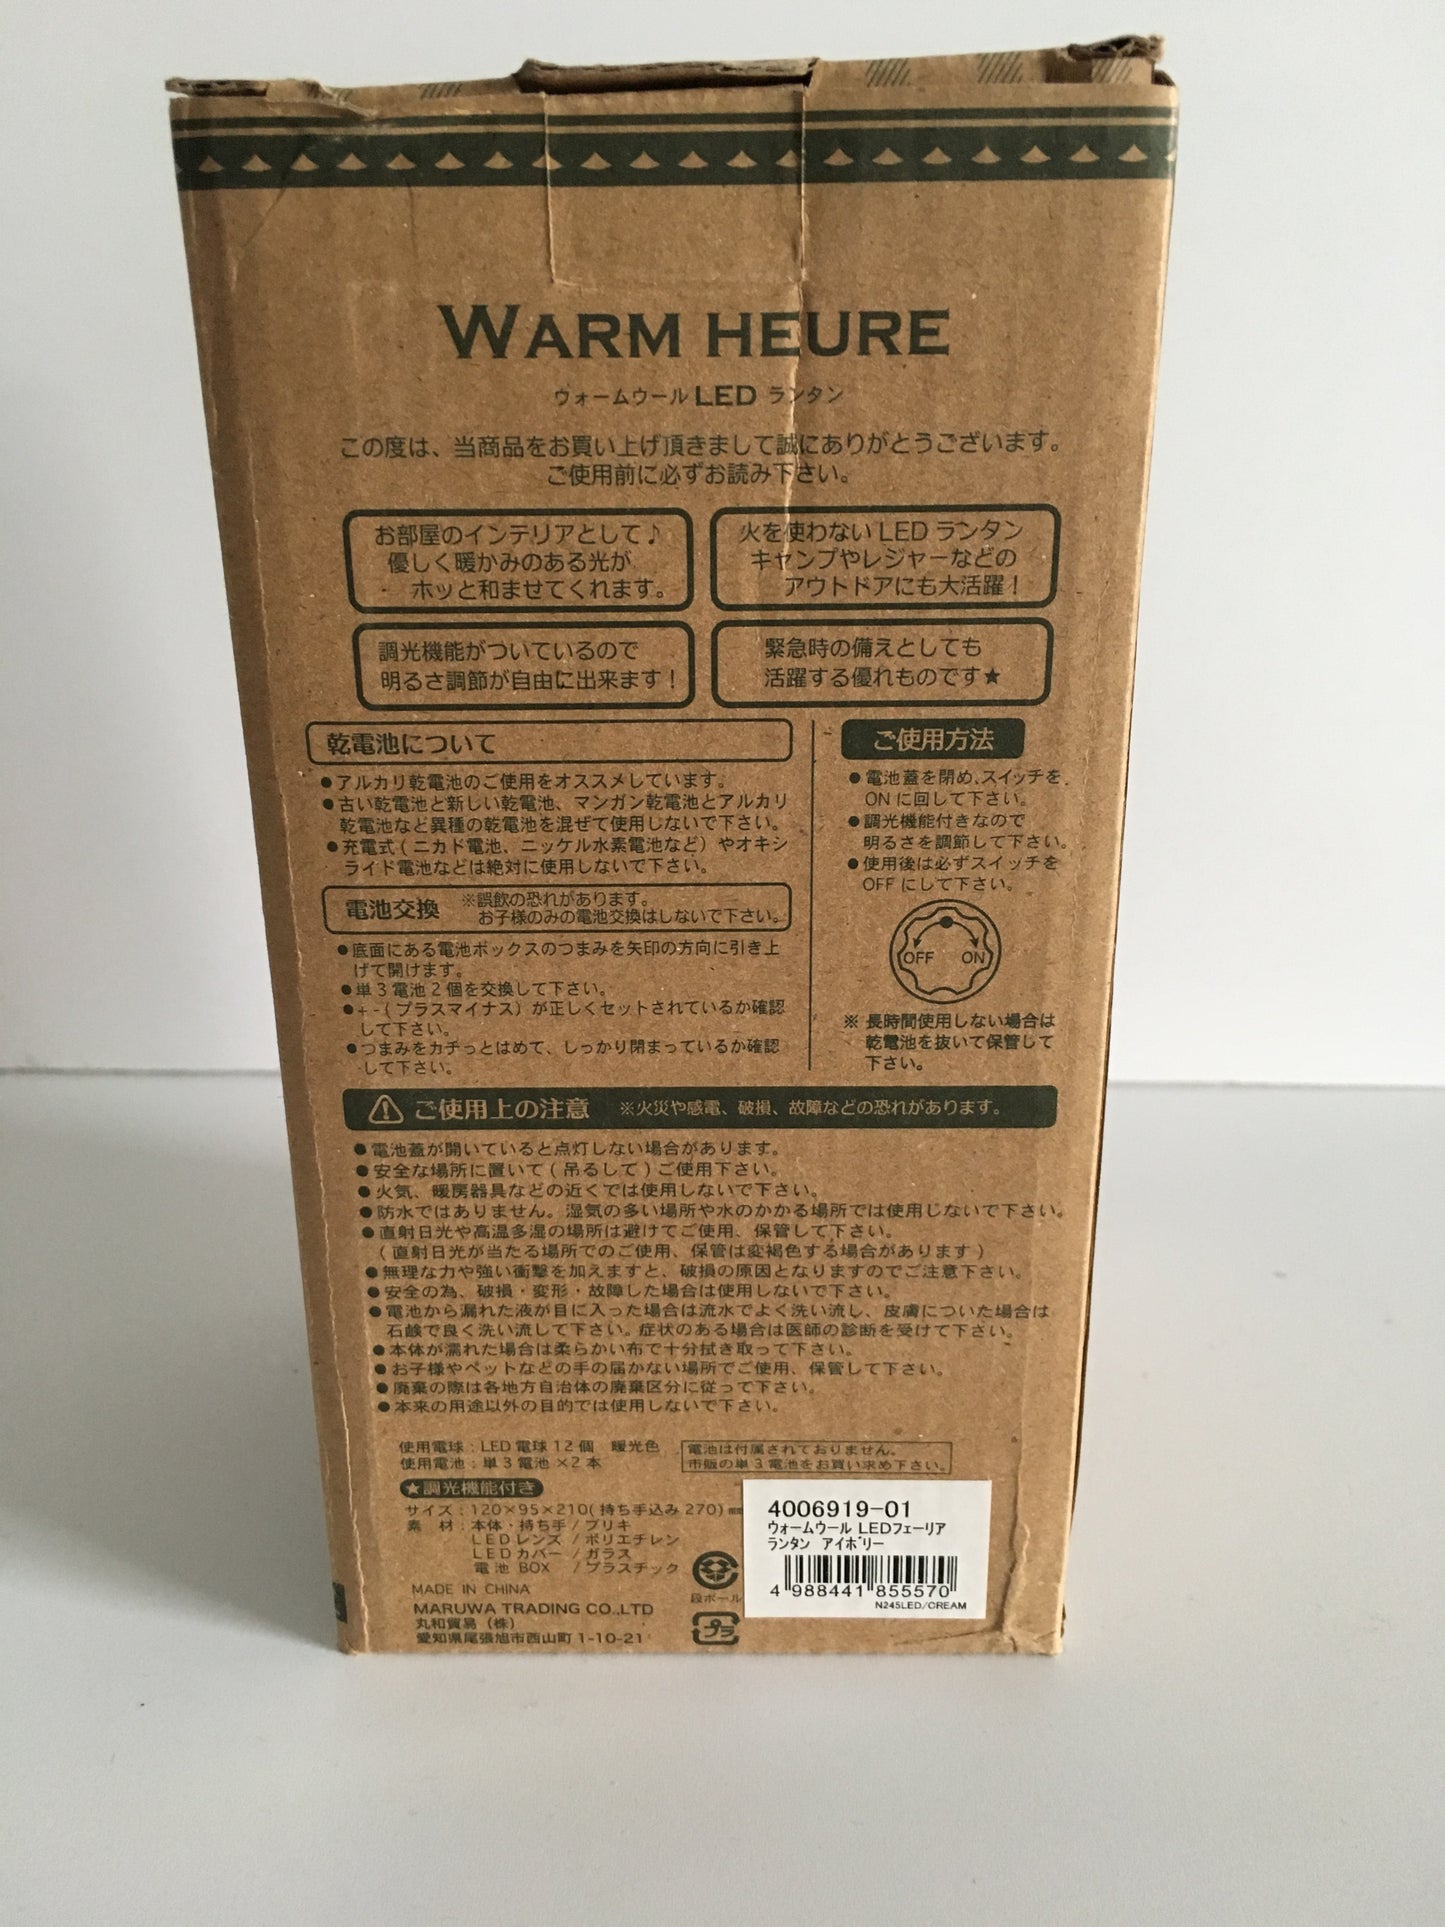 WARM HEURE
ウォームウール LED ランタン
この度は、当商品をお買い上げ頂きまして誠にありがとうございます。
ご使用前に必ずお読み下さい。
お部屋のインテリアとして♪
優しく暖かみのある光が
ホッと和ませてくれます。
火を使わない LED ランタン
キャンプやレジャーなどの
アウトドアにも大活躍！
調光機能がついているので
明るさ調節が自由に出来ます！
緊急時の備えとしても
活躍する優れものです★
乾電池について
●アルカリ乾電池のご使用をオススメしています。
●古い乾電池と新しい乾電池、マンガン乾電池とアルカリ
乾電池など異種の乾電池を混ぜて使用しないで下さい。
●充電式(ニカド電池、ニッケル水素電池など)やオキシ
ライド電池などは絶対に使用しないで下さい。
電池交換 ※誤飲の恐れがあります。
お子様のみの電池交換はしないで下さい。
●底面にある電池ボックスのつまみを矢印の方向に引き上
げて開けます。
●単3電池2個を交換して下さい。
●+-(プラスマイナス)が正しくセットされているか確認
して下さい。
●つまみをカチっとはめて、しっかり閉まっているか確認
して下さい。
ご使用方法
●電池蓋を閉め、スイッチを
ONに回して下さい。
●調光機能付きなので
明るさを調節して下さい。
●使用後は必ずスイッチを
OFFにして下さい。
OFF ON
※長時間使用しない場合は
乾電池を抜いて保管して
下さい。
ご使用上の注意 ※火災や感電、破損、故障などの恐れがあります。
●電池蓋が開いていると点灯しない場合があります。
●安全な場所に置いて(吊るして)ご使用下さい。
●火気、暖房器具などの近くでは使用しないで下さい。
●防水ではありません。湿気の多い場所や水のかかる場所では使用しないで下さい。
●直射日光や高温多湿の場所は避けてご使用、保管して下さい。
(直射日光が当たる場所でのご使用、保管は変褪色する場合があります)
●無理な力や強い衝撃を加えますと、破損の原因となりますのでご注意下さい。
●安全の為、破損・変形・故障した場合は使用しないで下さい。
●電池から漏れた液が目に入った場合は流水でよく洗い流し、皮膚についた場合は
石鹸で良く洗い流して下さい。症状のある場合は医師の診断を受けて下さい。
●本体が濡れた場合は柔らかい布で十分拭き取って下さい。
●お子様やペットなどの手の届かない場所でご使用、保管して下さい。
●廃棄の際は各地方自治体の廃棄区分に従って下さい。
●本来の用途以外の目的では使用しないで下さい。
使用電球：LED電球12個 暖光色
使用電池：単3電池×2本
電池は付属されておりません。
市販の単3電池をお買い求め下さい。
★調光機能付き
サイズ：120×95×210(持ち手込み270)㎜
素 材：本体・持ち手/ブリキ
LEDレンズ/ポリエチレン
LEDカバー/ガラス
電池BOX /プラスチック
MADE IN CHINA
MARUWA TRADING CO.,LTD
丸和貿易(株)
愛知県尾張旭市西山町1-10-21
段ボール
プラ
4006919-01
ウォームウール LEDフェーリア
ランタン アイボリー
4 988441 855570
N245LED/CREAM